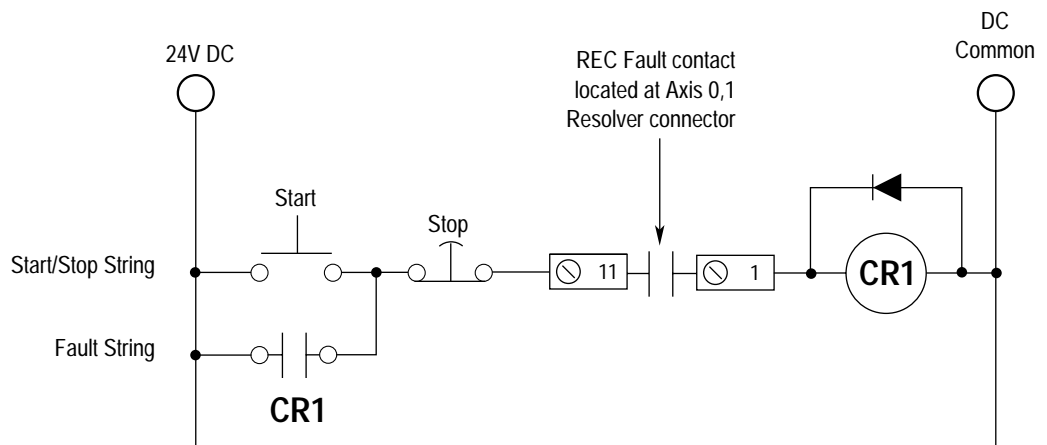 24V DC
DC
Common
REC Fault contact
located at Axis 0,1
Resolver connector
Start
Stop
Start/Stop String
11
1
CR1
Fault String
CR1